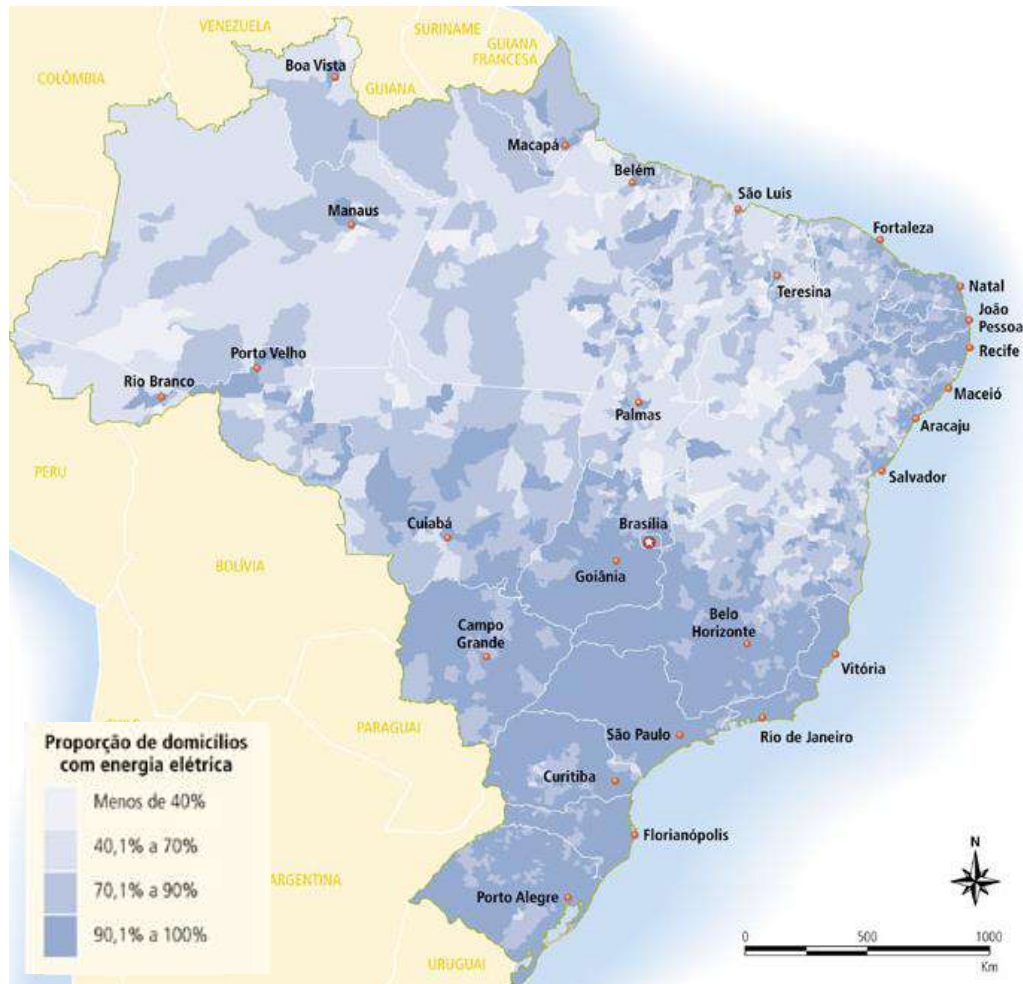 VENEZUELA
SURINAME
GUIANA
FRANCESA
COLÔMBIA
Boa Vista
GUIANA
Macapá
Belém
São Luis
Manaus
Fortaleza
Teresina
Natal
João
Pessoa
Recife
Porto Velho
Rio Branco
Maceió
Palmas
Aracaju
PERU
Salvador
Cuiabá
Brasília
BOLÍVIA
Goiânia
Belo
Horizonte
Campo
Grande
Vitória
PARAGUAI
São Paulo
Rio de Janeiro
Curitiba
Florianópolis
Porto Alegre
ARGENTINA
URUGUAI
Proporção de domicílios
com energia elétrica
Menos de 40%
40,1% a 70%
70,1% a 90%
90,1% a 100%
N
0 500 1000
Km